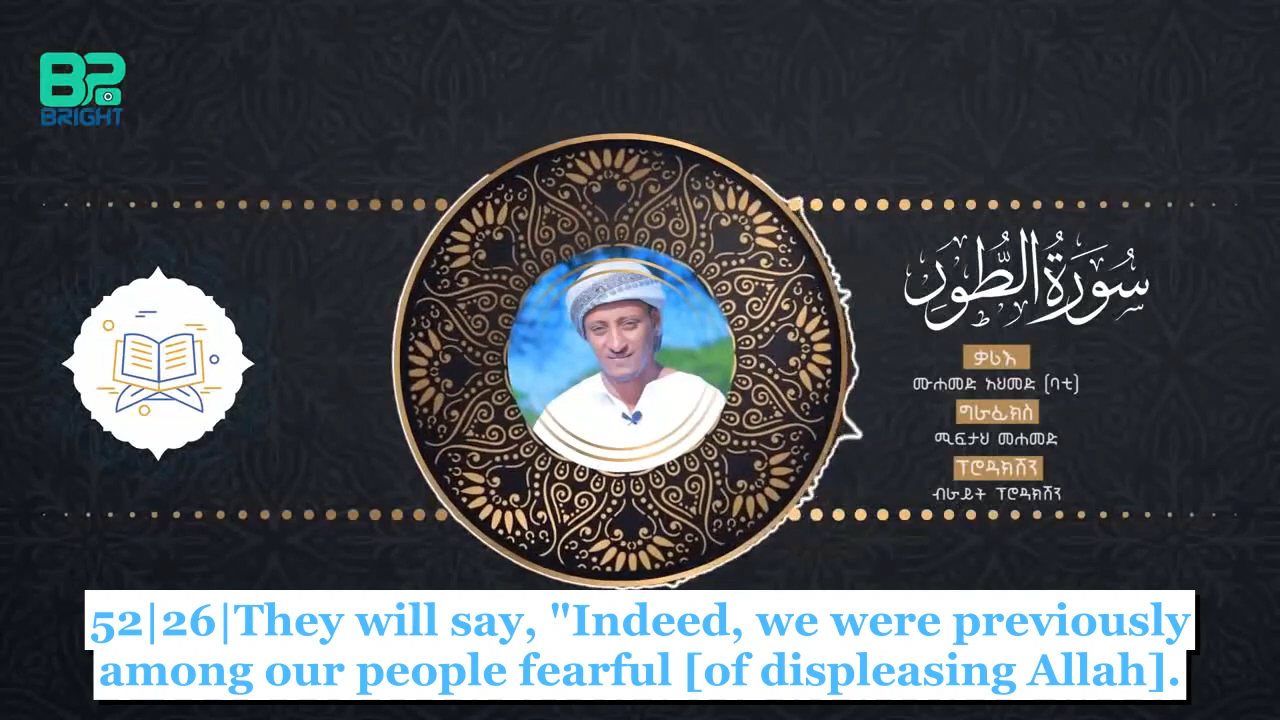 BP
BRIGHT
سُورَةُ الطُّورِ
ቃሪእ
ሙሐመድ አህመድ (ባቲ)
ግራፊክስ
ሚፍታህ መሐመድ
ፕሮዳክሽን
ብራይት ፕሮዳክሽን
52|26|They will say, "Indeed, we were previously
among our people fearful [of displeasing Allah].